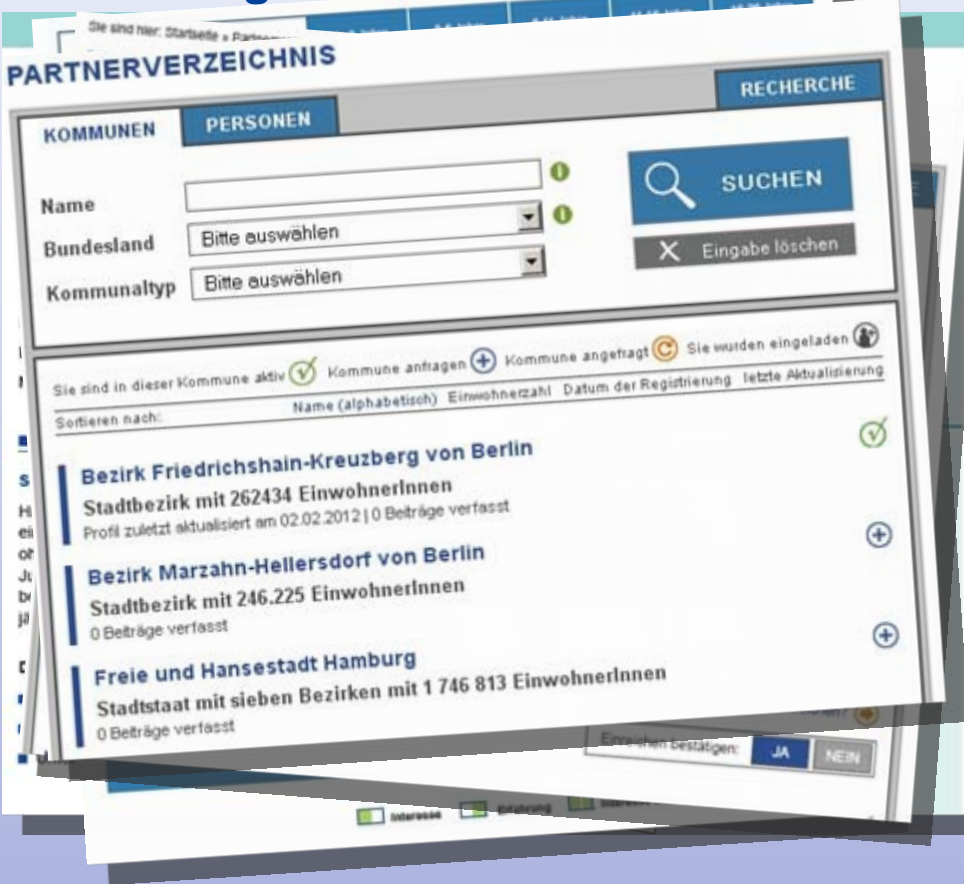 Sie sind hier: Startseite »
PARTNERVERZEICHNIS
KOMMUNEN
PERSONEN
RECHERCHE
Name
Bundesland
Bitte auswählen
Kommunaltyp
Bitte auswählen
SUCHEN
X Eingabe löschen
Sie sind in dieser Kommune aktiv Kommune anfragen Kommune angefragt Sie wurden eingeladen
Sortieren nach: Name (alphabetisch) Einwohnerzahl Datum der Registrierung letzte Aktualisierung
Bezirk Friedrichshain-Kreuzberg von Berlin
Stadtbezirk mit 262434 EinwohnerInnen
Profil zuletzt aktualisiert am 02.02.2012 | 0 Beiträge verfasst
Bezirk Marzahn-Hellersdorf von Berlin
Stadtbezirk mit 246.225 EinwohnerInnen
0 Beiträge verfasst
Freie und Hansestadt Hamburg
Stadtstaat mit sieben Bezirken mit 1 746 813 EinwohnerInnen
0 Beiträge verfasst
Einreichen bestätigen: JA NEIN
Interesse Erfahrung